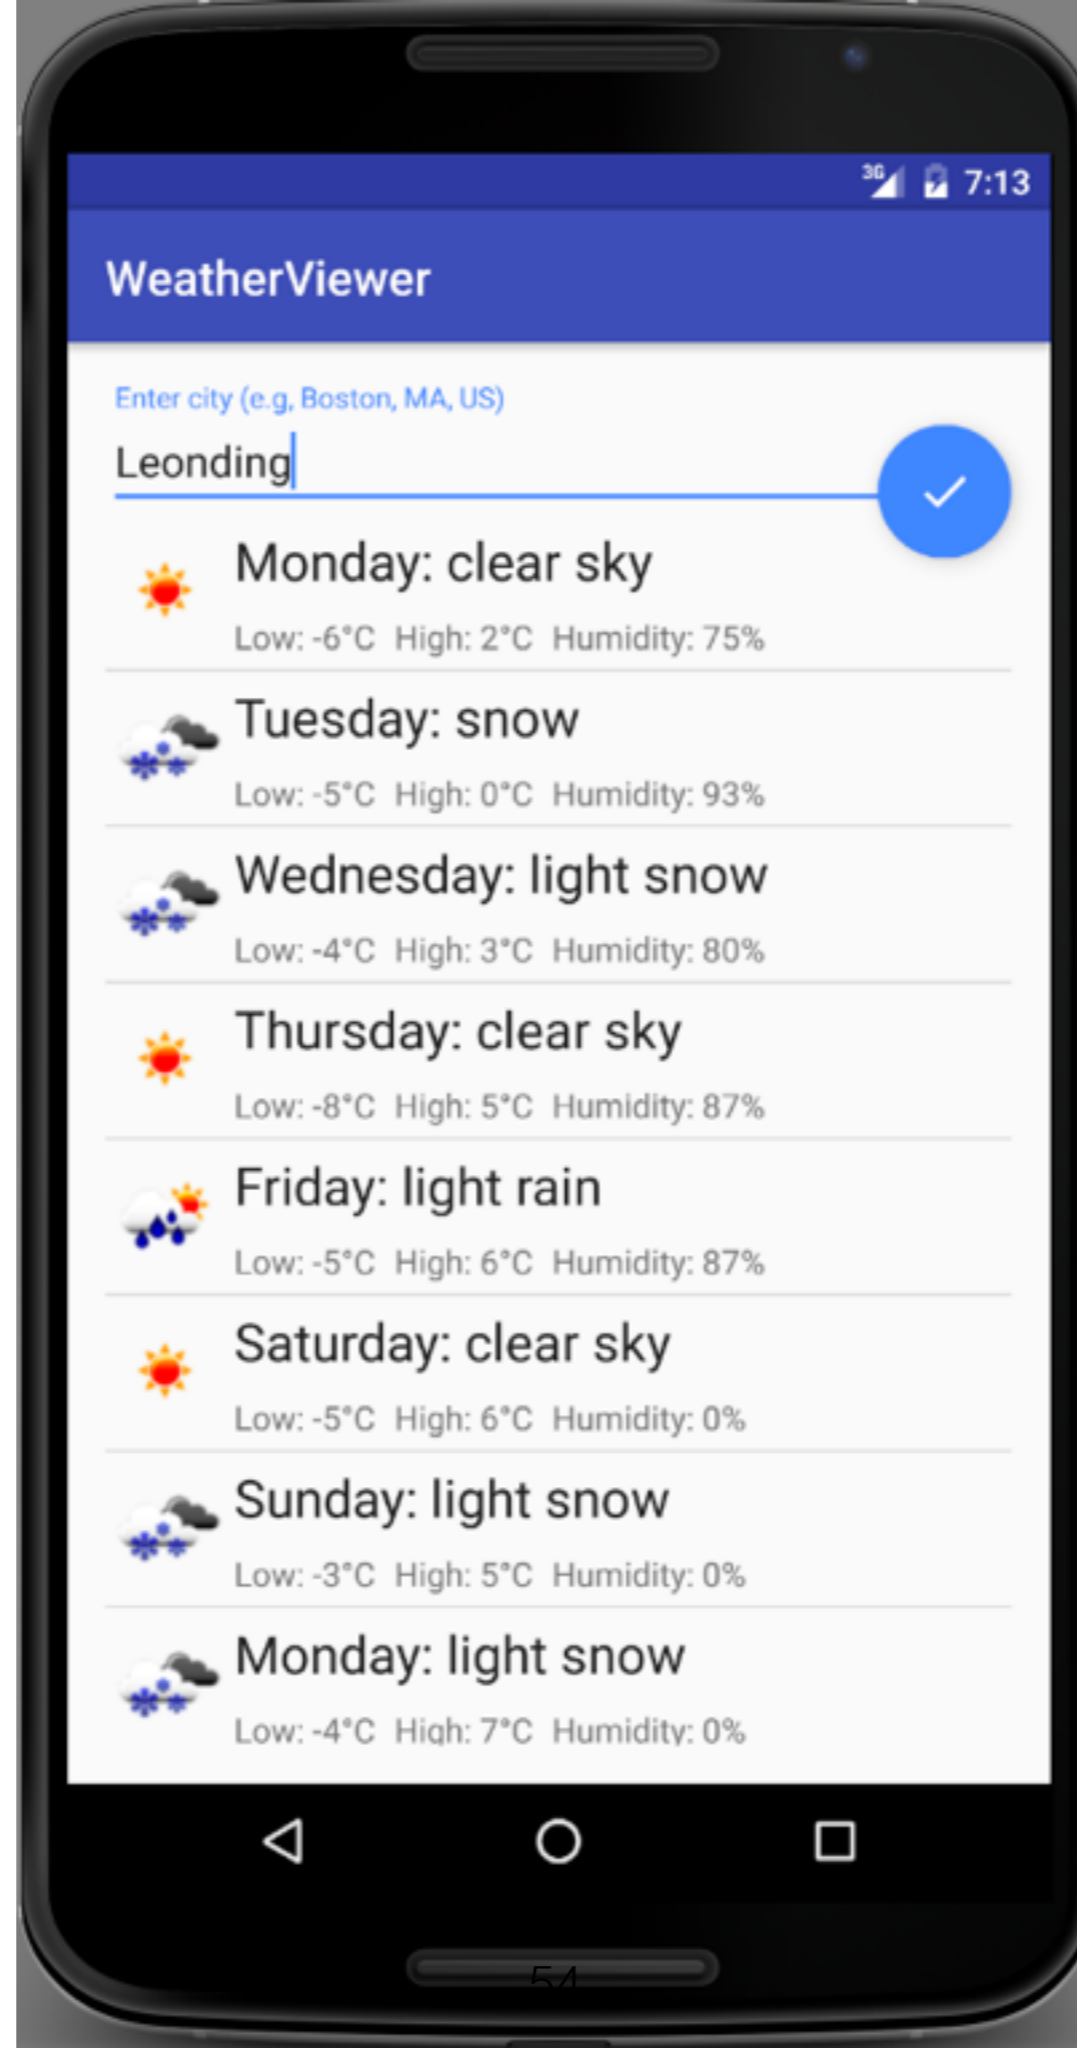 3G 7:13
WeatherViewer
Enter city (e.g, Boston, MA, US)
Leonding
Monday: clear sky
Low: -6°C High: 2°C Humidity: 75%
Tuesday: snow
Low: -5°C High: 0°C Humidity: 93%
Wednesday: light snow
Low: -4°C High: 3°C Humidity: 80%
Thursday: clear sky
Low: -8°C High: 5°C Humidity: 87%
Friday: light rain
Low: -5°C High: 6°C Humidity: 87%
Saturday: clear sky
Low: -5°C High: 6°C Humidity: 0%
Sunday: light snow
Low: -3°C High: 5°C Humidity: 0%
Monday: light snow
Low: -4°C High: 7°C Humidity: 0%
54